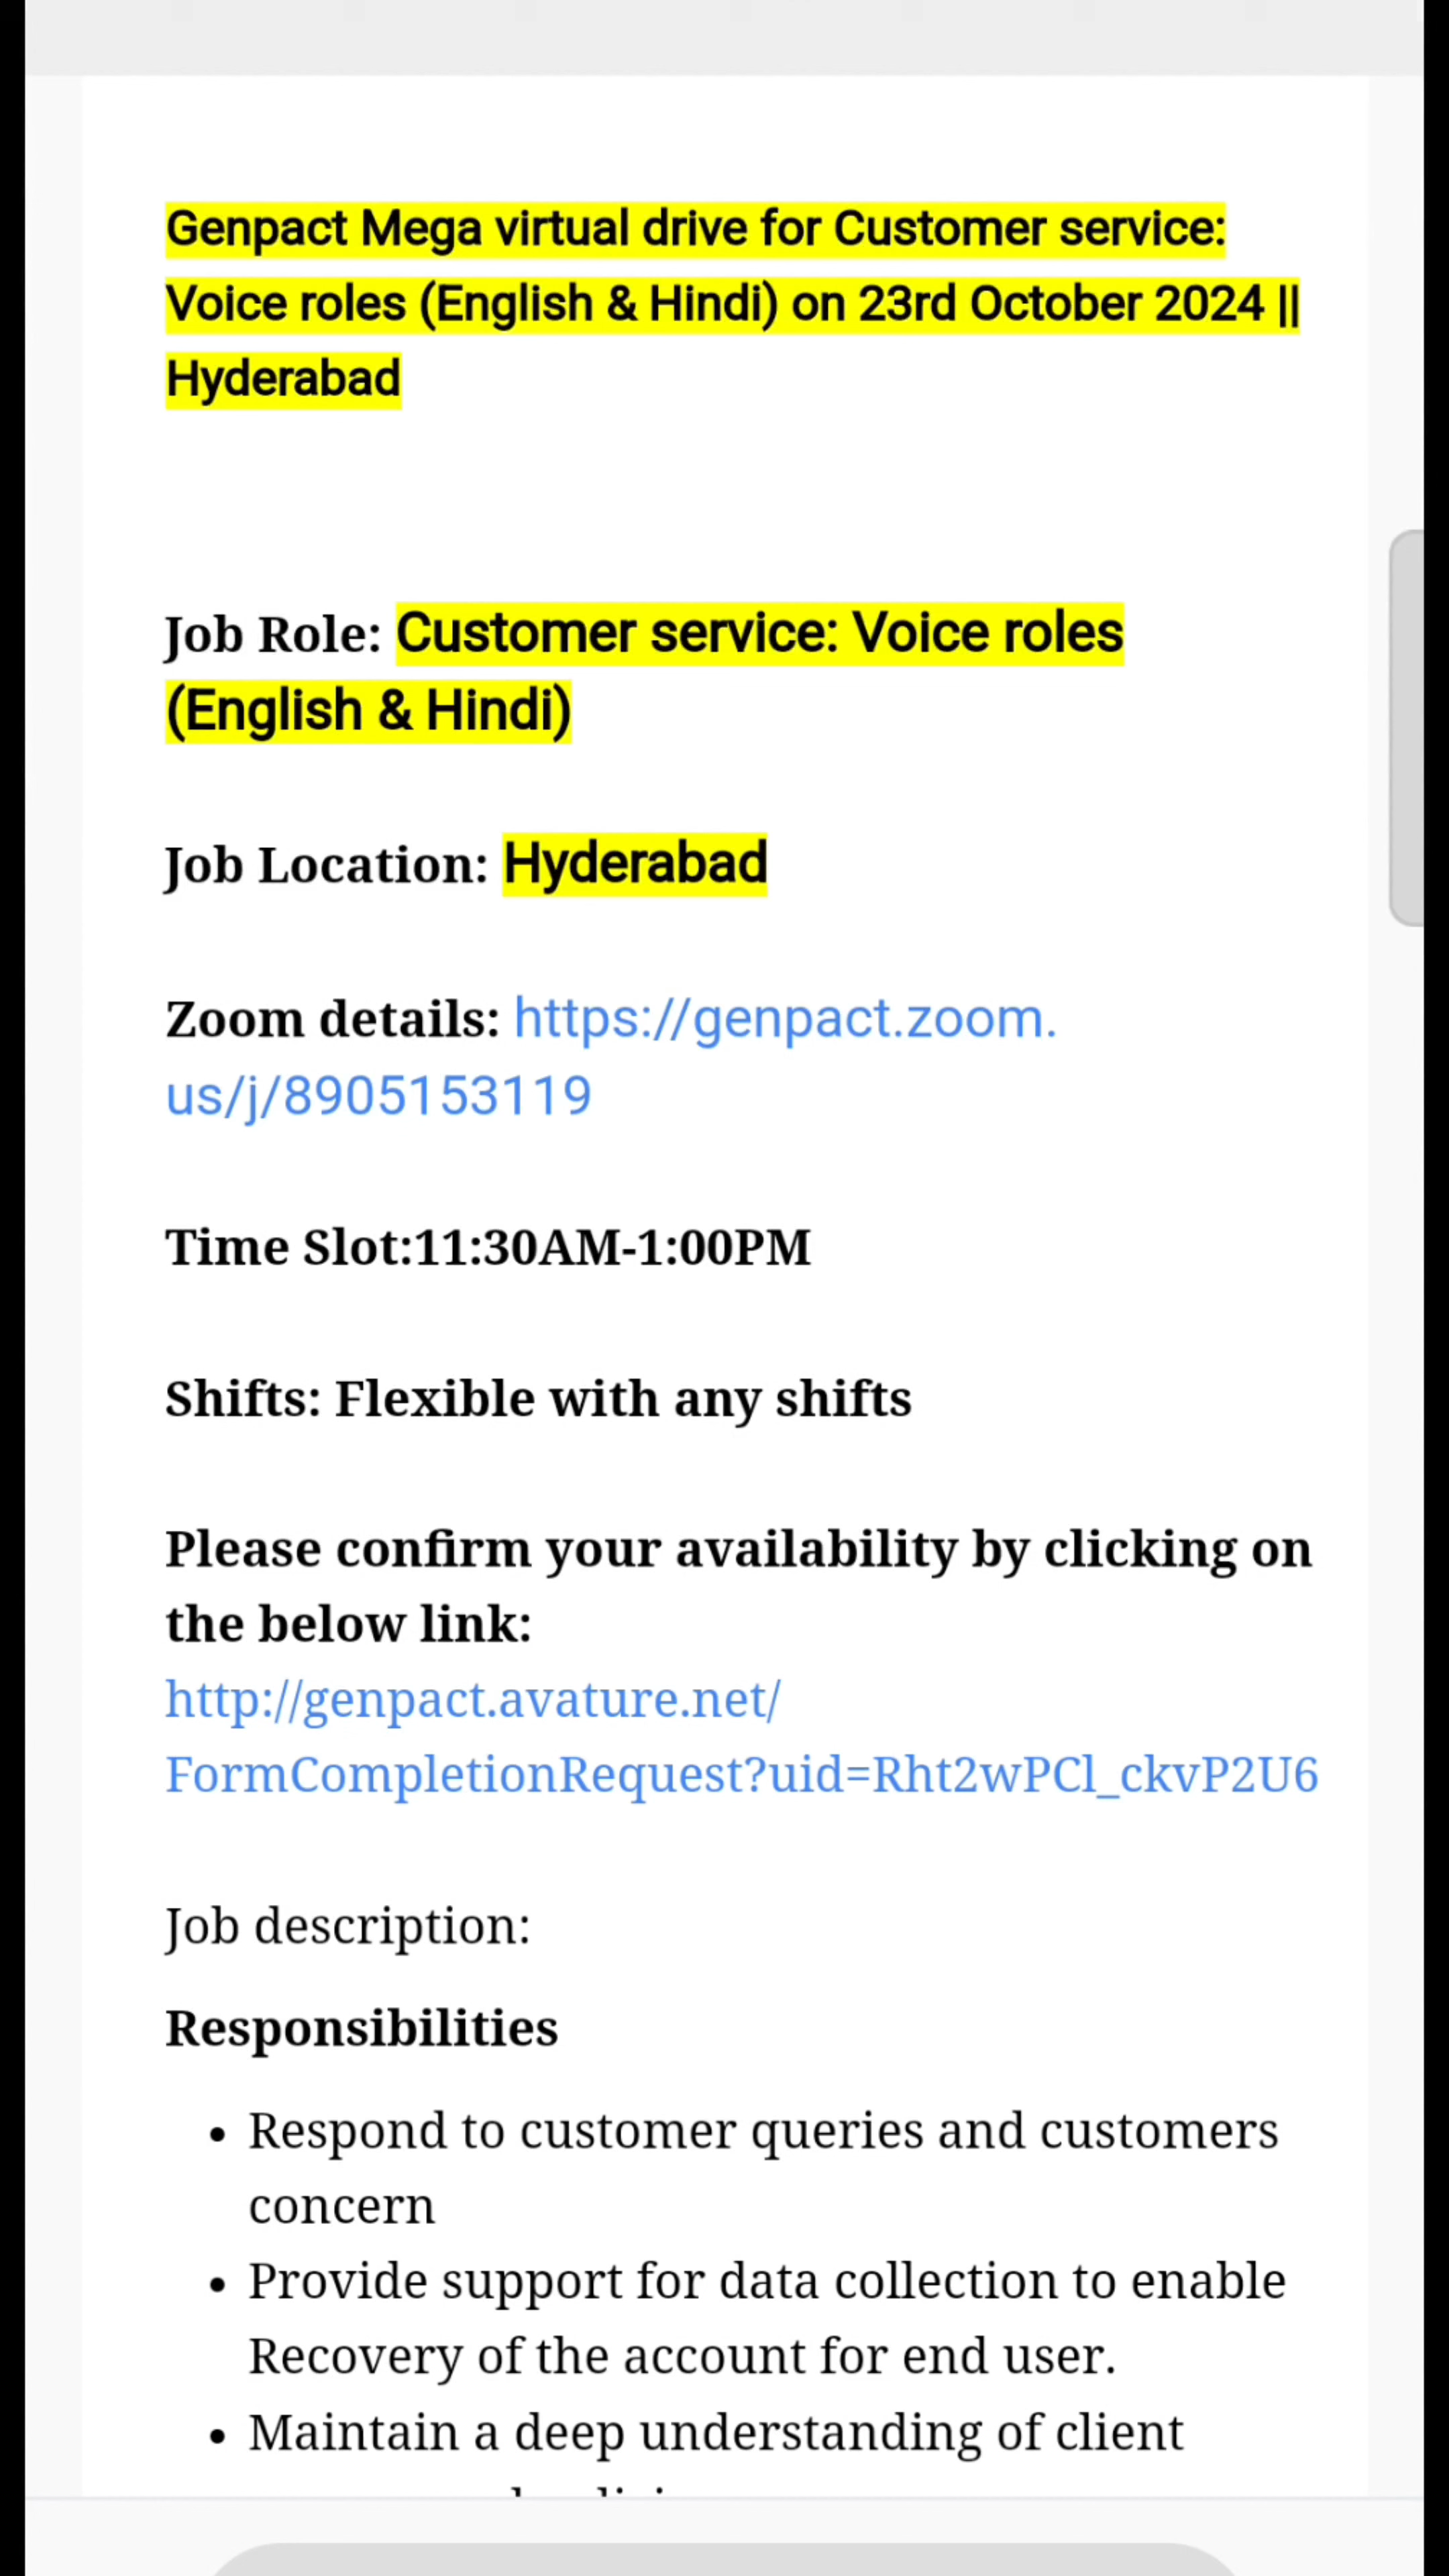 Genpact Mega virtual drive for Customer service:
Voice roles (English & Hindi) on 23rd October 2024 ||
Hyderabad
Job Role: Customer service: Voice roles
(English & Hindi)
Job Location: Hyderabad
Zoom details: https://genpact.zoom.
us/j/8905153119
Time Slot:11:30AM-1:00PM
Shifts: Flexible with any shifts
Please confirm your availability by clicking on
the below link:
http://genpact.avature.net/
FormCompletionRequest?uid=Rht2wPCl_ckvP2U6
Job description:
Responsibilities
• Respond to customer queries and customers
concern
• Provide support for data collection to enable
Recovery of the account for end user.
• Maintain a deep understanding of client